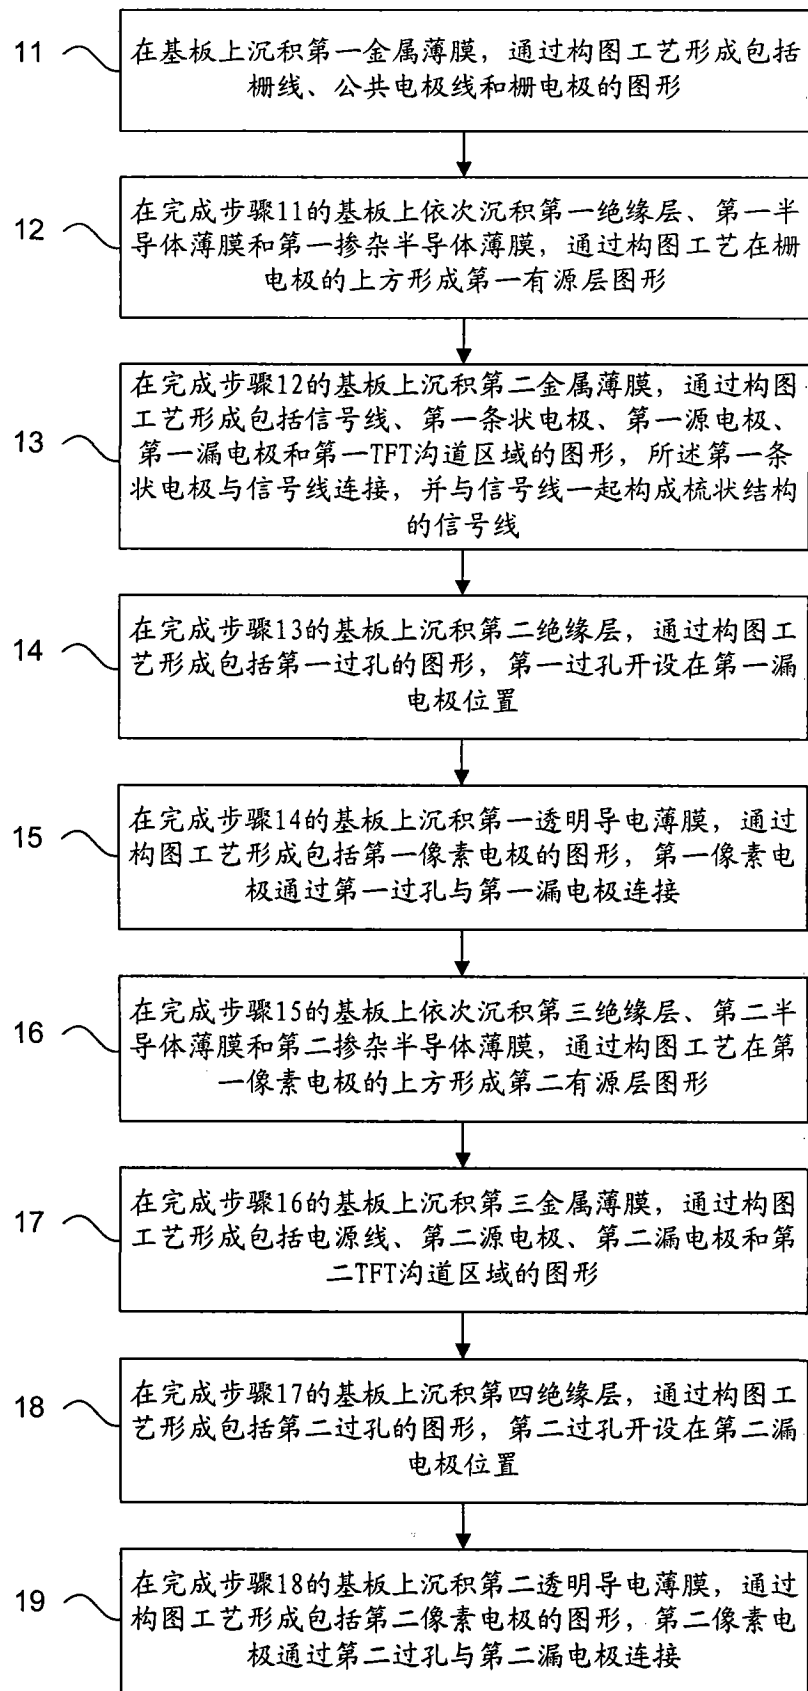 11
在基板上沉积第一金属薄膜，通过构图工艺形成包括
栅线、公共电极线和栅电极的图形
12
在完成步骤11的基板上依次沉积第一绝缘层、第一半
导体薄膜和第一掺杂半导体薄膜，通过构图工艺在栅
电极的上方形成第一有源层图形
13
在完成步骤12的基板上沉积第二金属薄膜，通过构图
工艺形成包括信号线、第一条状电极、第一源电极、
第一漏电极和第一TFT沟道区域的图形，所述第一条
状电极与信号线连接，并与信号线一起构成梳状结构
的信号线
14
在完成步骤13的基板上沉积第二绝缘层，通过构图工
艺形成包括第一过孔的图形，第一过孔开设在第一漏
电极位置
15
在完成步骤14的基板上沉积第一透明导电薄膜，通过
构图工艺形成包括第一像素电极的图形，第一像素电
极通过第一过孔与第一漏电极连接
16
在完成步骤15的基板上依次沉积第三绝缘层、第二半
导体薄膜和第二掺杂半导体薄膜，通过构图工艺在第
一像素电极的上方形成第二有源层图形
17
在完成步骤16的基板上沉积第三金属薄膜，通过构图
工艺形成包括电源线、第二源电极、第二漏电极和第
二TFT沟道区域的图形
18
在完成步骤17的基板上沉积第四绝缘层，通过构图工
艺形成包括第二过孔的图形，第二过孔开设在第二漏
电极位置
19
在完成步骤18的基板上沉积第二透明导电薄膜，通过
构图工艺形成包括第二像素电极的图形，第二像素电
极通过第二过孔与第二漏电极连接